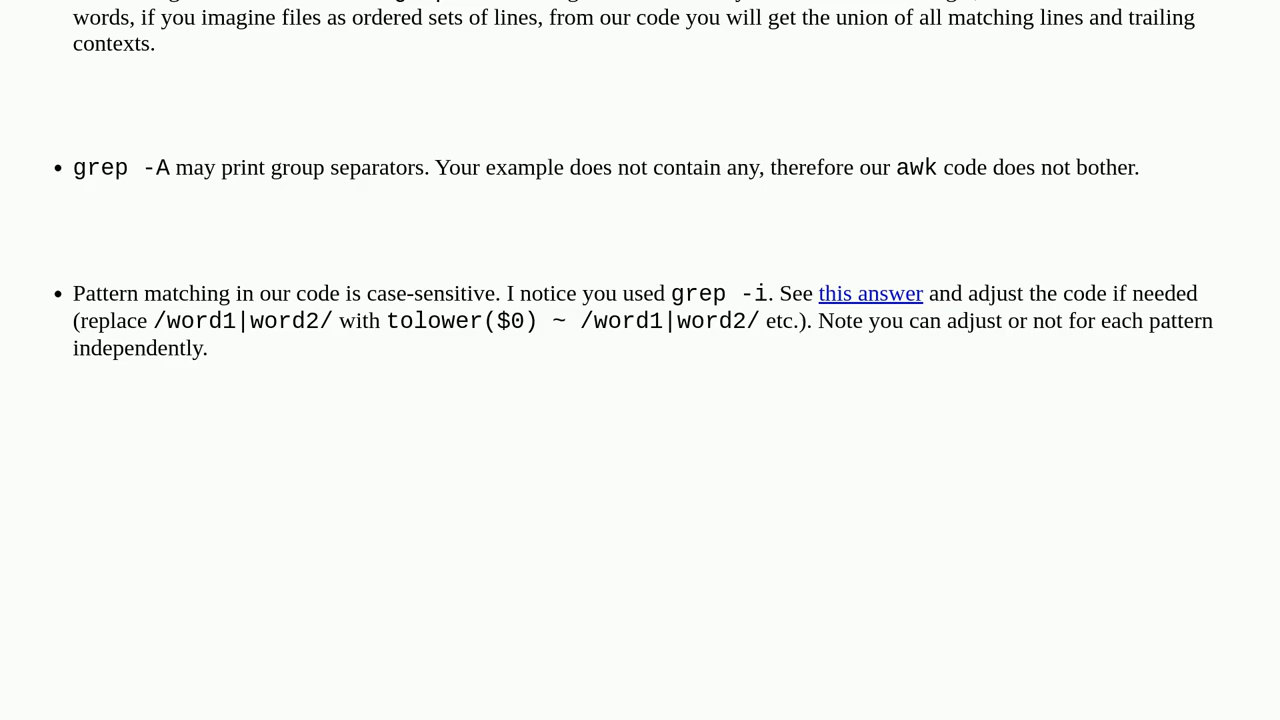 words, if you imagine files as ordered sets of lines, from our code you will get the union of all matching lines and trailing
contexts.
• grep -A may print group separators. Your example does not contain any, therefore our awk code does not bother.
• Pattern matching in our code is case-sensitive. I notice you used grep -i. See this answer and adjust the code if needed
(replace /word1|word2/ with tolower($0) ~ /word1|word2/ etc.). Note you can adjust or not for each pattern
independently.